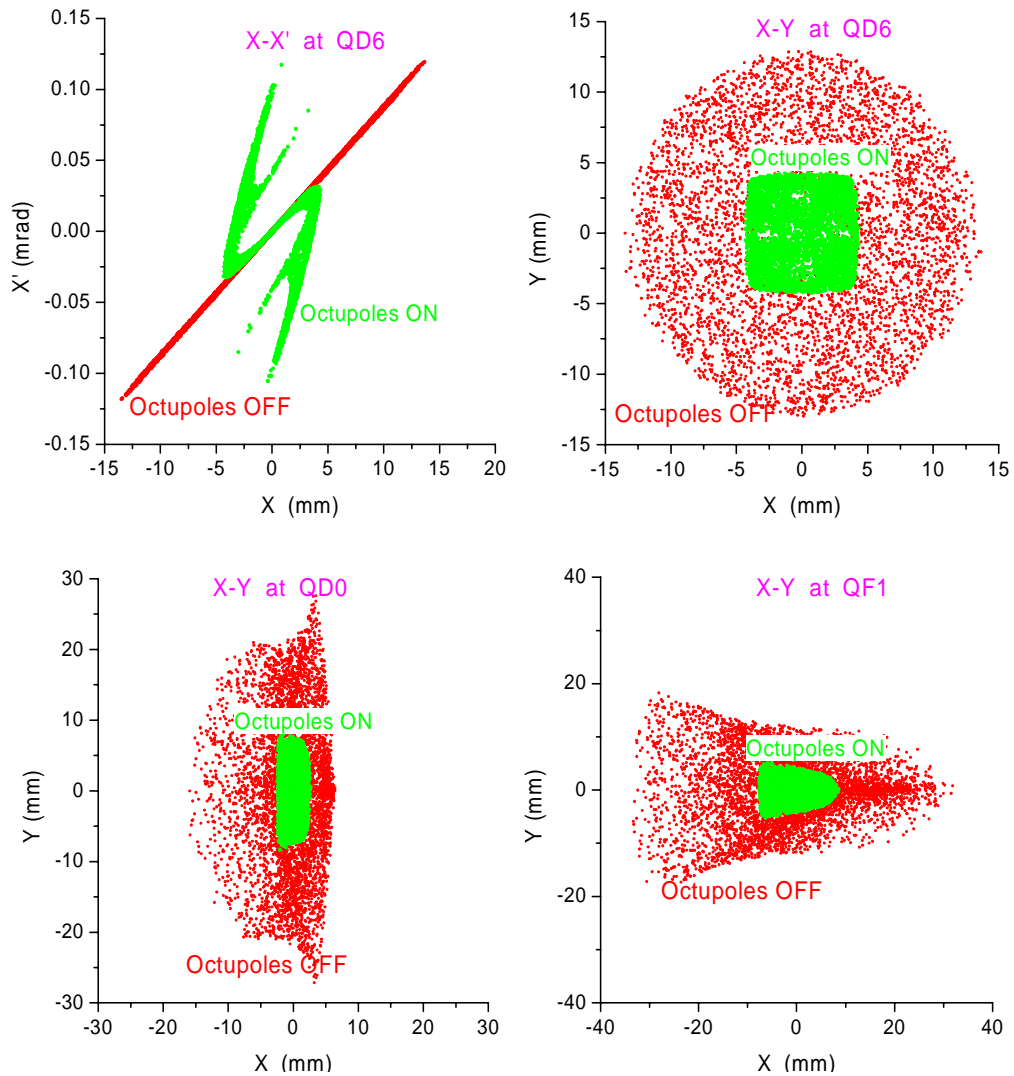 X-X' at QD6
0.15
0.10
0.05
0.00
-0.05
-0.10
-0.15
X' (mrad)
Octupoles ON
Octupoles OFF
-15
-10
-5
0
5
10
15
20
X (mm)
X-Y at QD6
15
10
5
0
-5
-10
-15
Y (mm)
Octupoles ON
Octupoles OFF
-15
-10
-5
0
5
10
15
X (mm)
X-Y at QD0
30
20
10
0
-10
-20
-30
Y (mm)
Octupoles ON
Octupoles OFF
-30
-20
-10
0
10
20
30
X (mm)
X-Y at QF1
40
20
0
-20
-40
Y (mm)
Octupoles ON
Octupoles OFF
-40
-20
0
20
40
X (mm)